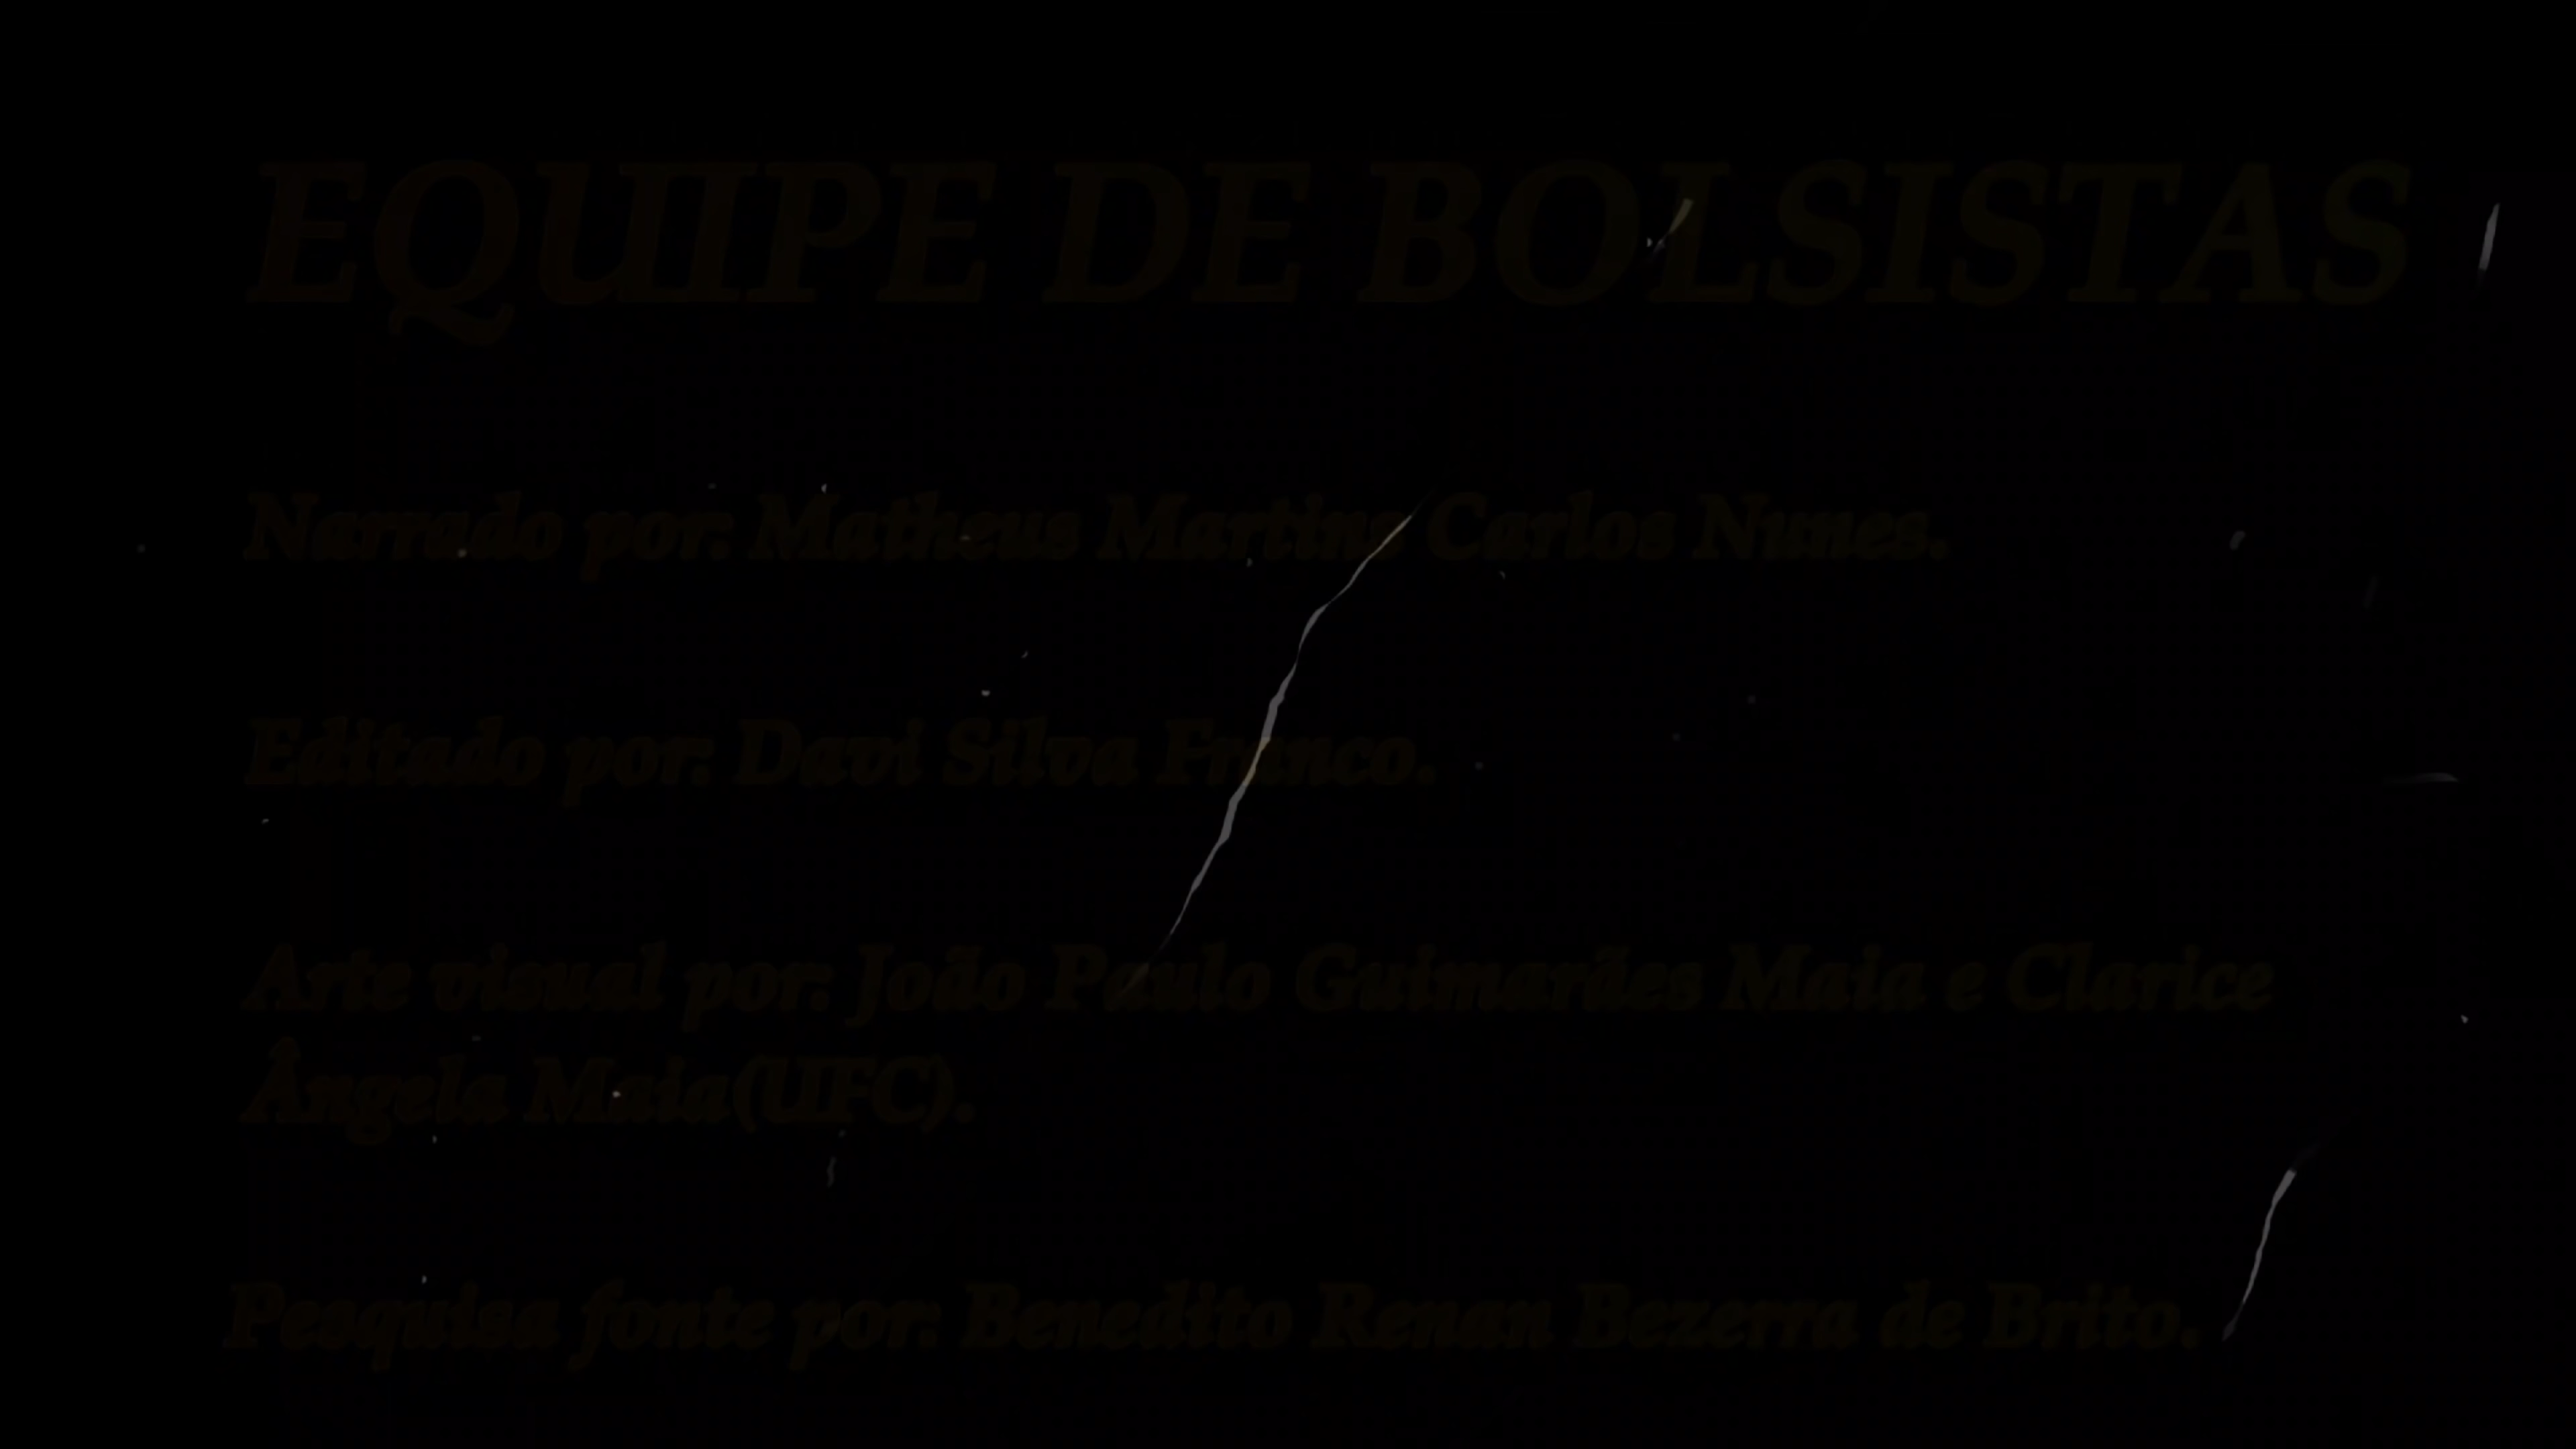 EQUIPE DE BOLSISTAS
Narrado por: Matheus Martins Carlos Nunes.
Editado por: Davi Silva Franco.
Arte visual por: João Paulo Guimarães Maia e Clarice
Ângela Maia(UFC).
Pesquisa fonte por: Benedito Renan Bezerra de Brito.